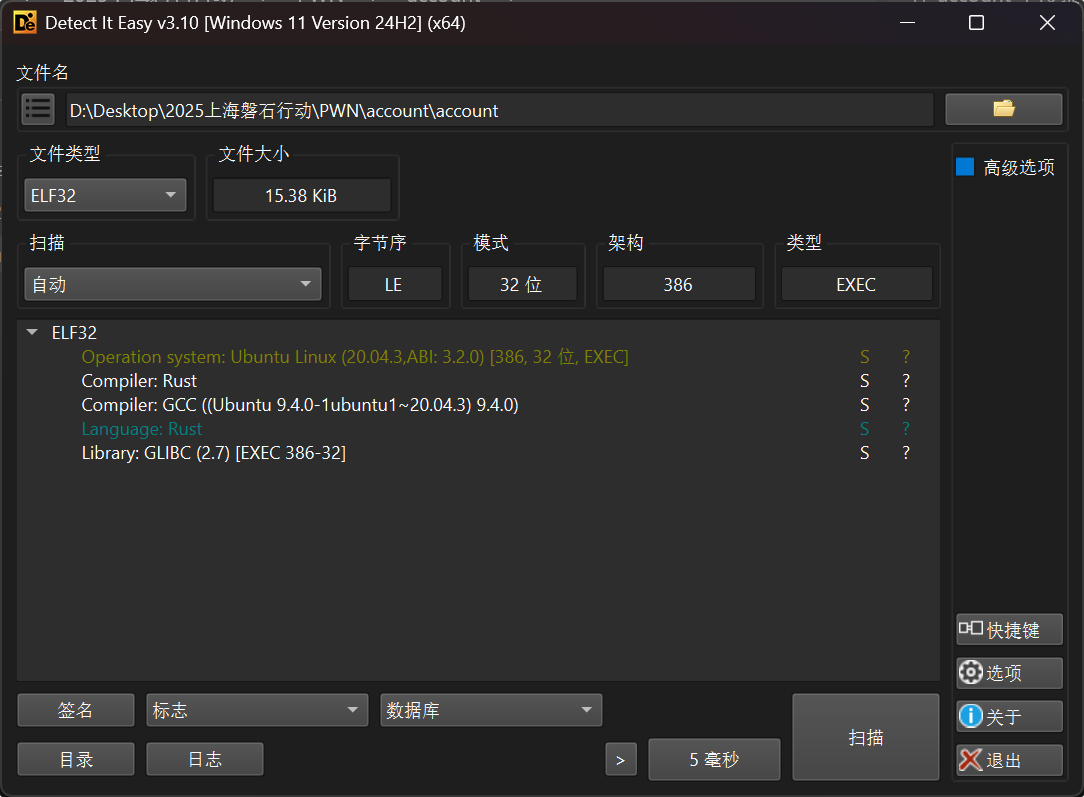 Detect It Easy v3.10 [Windows 11 Version 24H2] (x64)
文件名
D:\Desktop\2025上海磐石行动\PWN\account\account
文件类型
文件大小
高级选项
ELF32
15.38 KiB
扫描
字节序
模式
架构
类型
自动
LE
32 位
386
EXEC
ELF32
Operation system: Ubuntu Linux (20.04.3,ABI: 3.2.0) [386, 32 位, EXEC] S ?
Compiler: Rust S ?
Compiler: GCC ((Ubuntu 9.4.0-1ubuntu1~20.04.3) 9.4.0) S ?
Language: Rust S ?
Library: GLIBC (2.7) [EXEC 386-32] S ?
快捷键
选项
签名
标志
数据库
扫描
关于
目录
日志
>
5 毫秒
退出